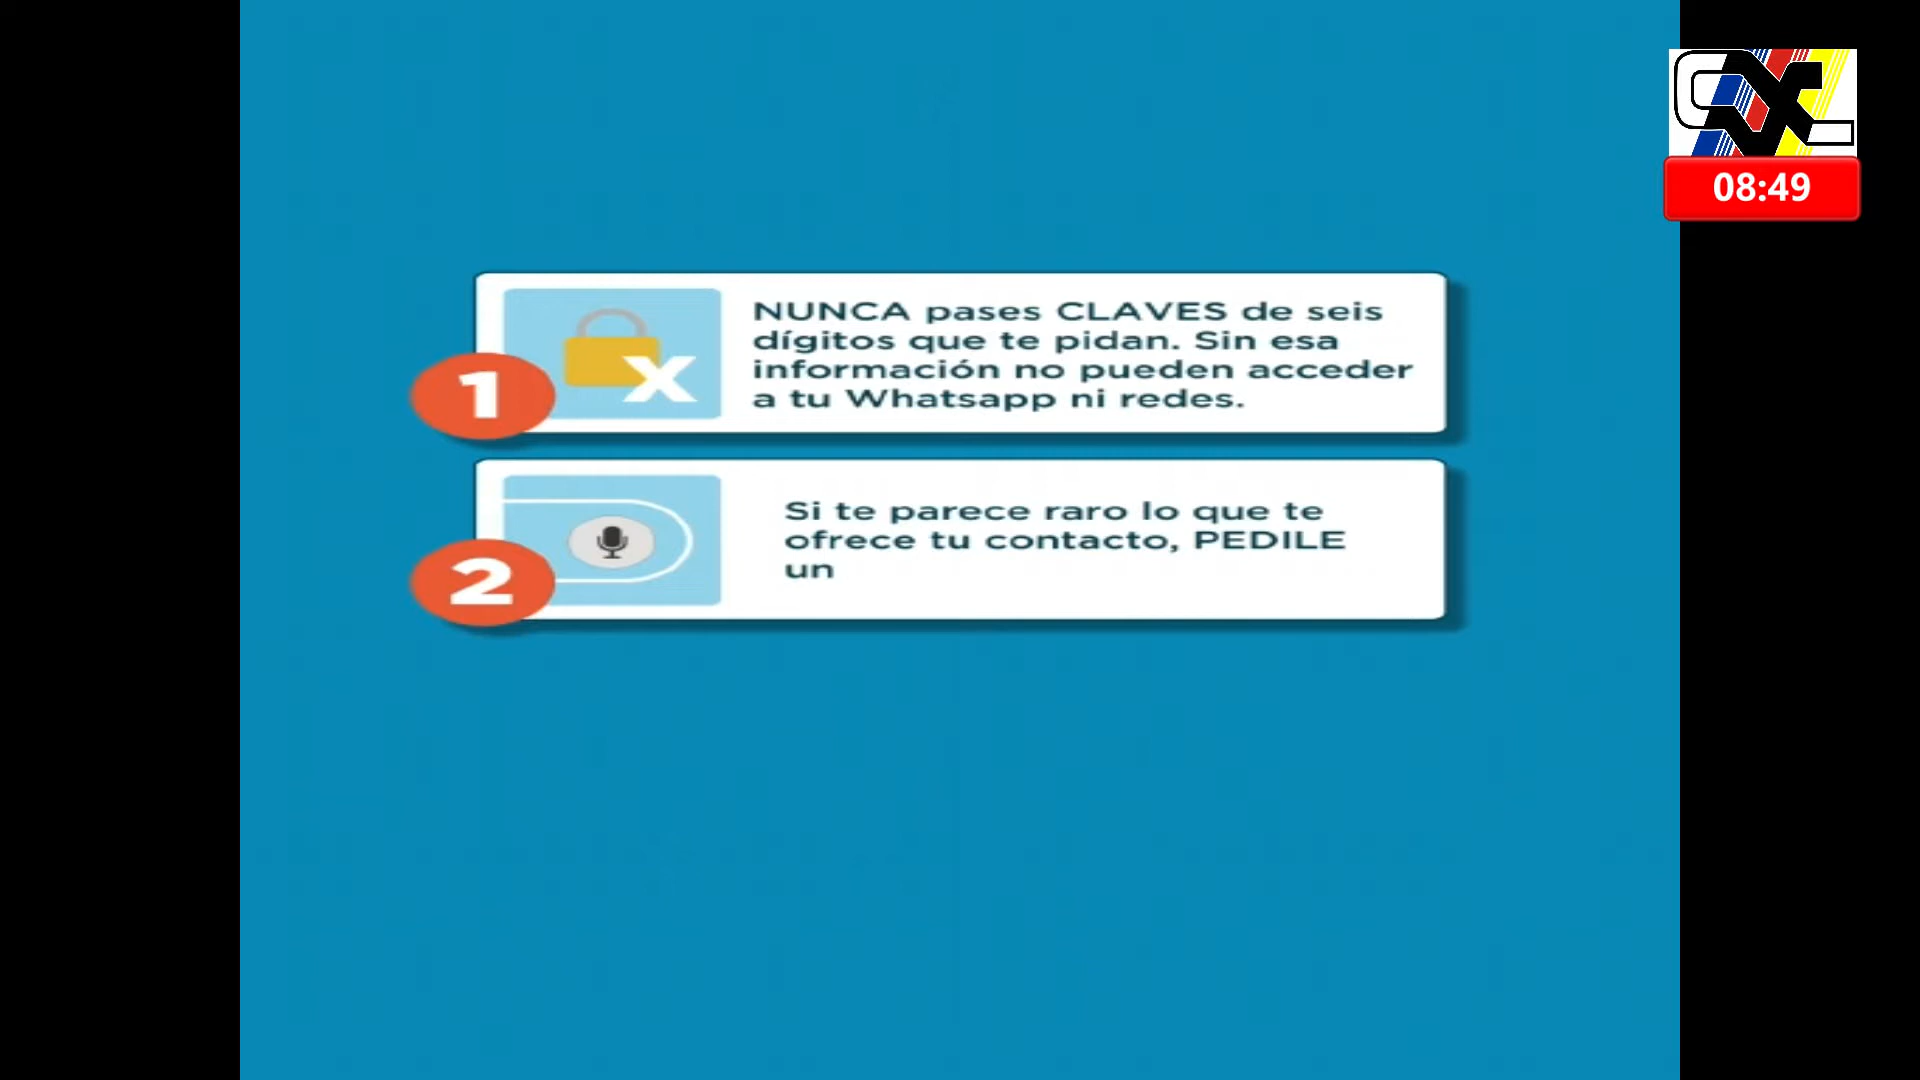 08:49
1
NUNCA pases CLAVES de seis
dígitos que te pidan. Sin esa
información no pueden acceder
a tu Whatsapp ni redes.
2
Si te parece raro lo que te
ofrece tu contacto, PEDILE
un